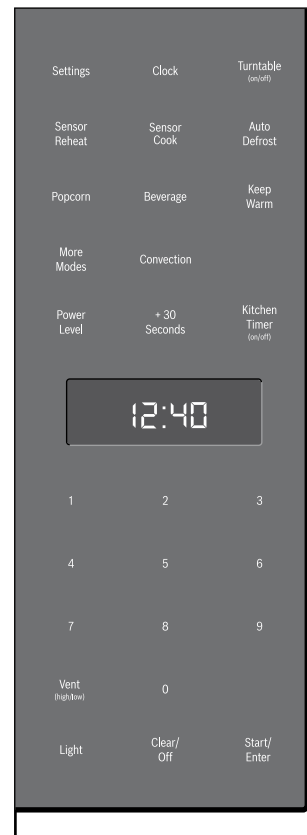 Settings Clock Turntable
(on/off)
Sensor Sensor Auto
Reheat Cook Defrost
Popcorn Beverage Keep
Warm
More
Modes
Convection
Power + 30 Kitchen
Level Seconds Timer
(on/off)
12:40
1 2 3
4 5 6
7 8 9
Vent
(high/low)
0
Light Clear/
Off
Start/
Enter